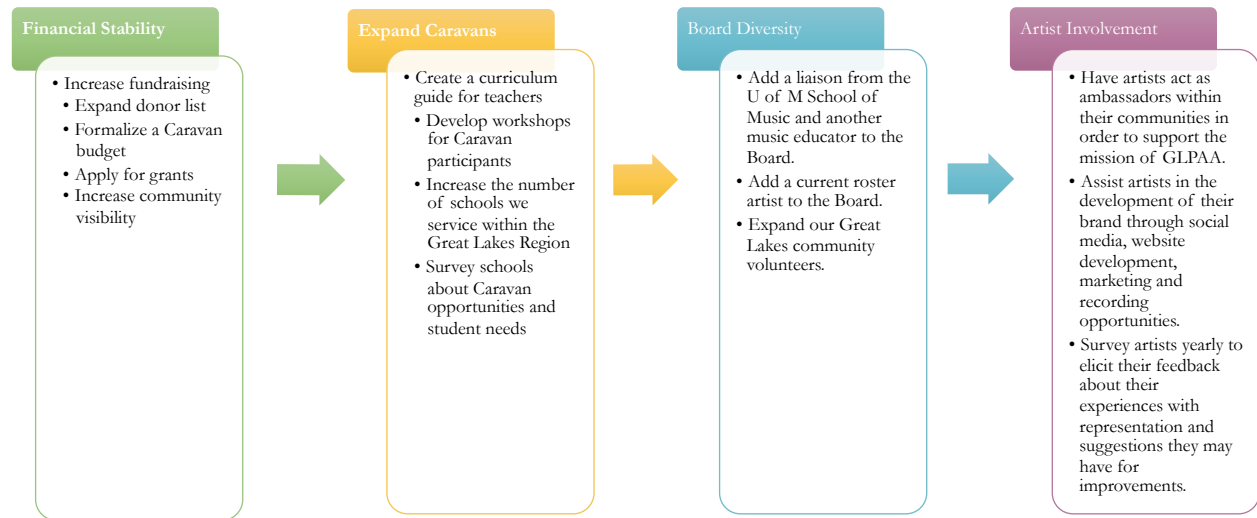 Financial Stability
• Increase fundraising
• Expand donor list
• Formalize a Caravan
budget
• Apply for grants
• Increase community
visibility
Expand Caravans
• Create a curriculum
guide for teachers
• Develop workshops
for Caravan
participants
• Increase the number
of schools we
service within the
Great Lakes Region
• Survey schools
about Caravan
opportunities and
student needs
Board Diversity
• Add a liaison from the
U of M School of
Music and another
music educator to the
Board.
• Add a current roster
artist to the Board.
• Expand our Great
Lakes community
volunteers.
Artist Involvement
• Have artists act as
ambassadors within
their communities in
order to support the
mission of GLPAA.
• Assist artists in the
development of their
brand through social
media, website
development,
marketing and
recording
opportunities.
• Survey artists yearly to
elicit their feedback
about their
experiences with
representation and
suggestions they may
have for
improvements.